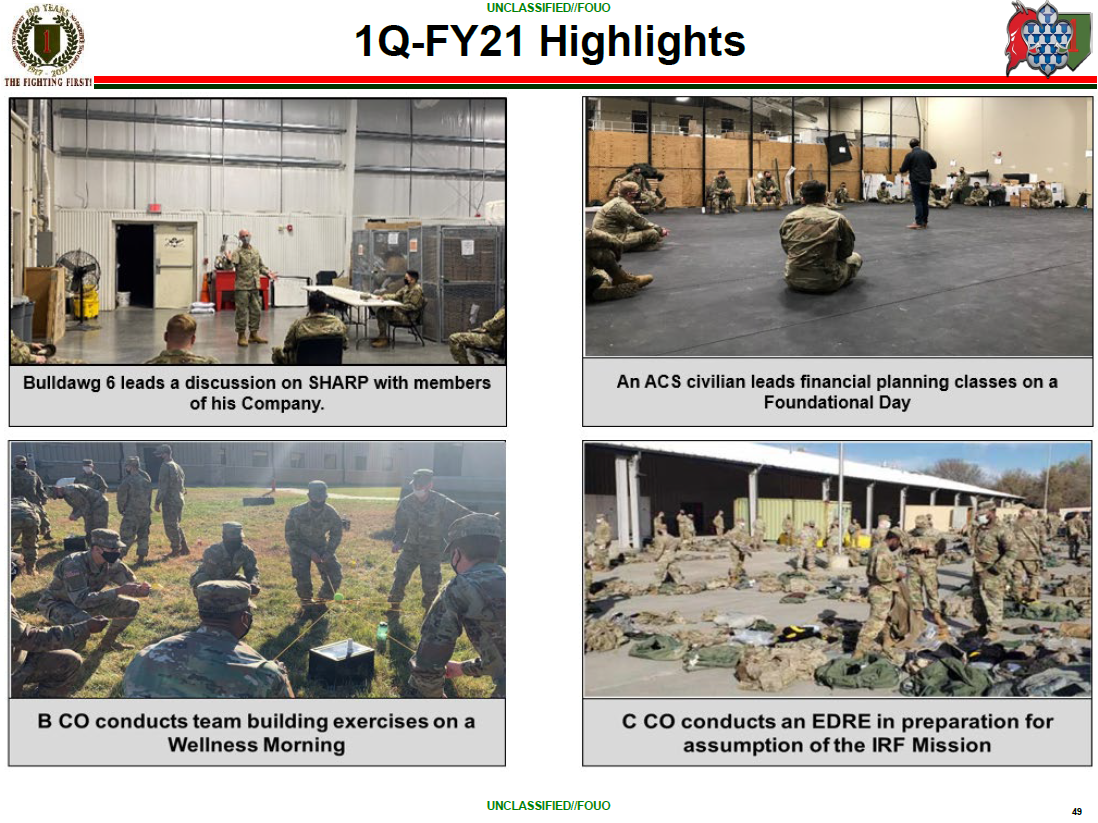 UNCLASSIFIED//FOUO
1Q-FY21 Highlights
100 YEARS
1
1917 - 2017
THE FIGHTING FIRST!
1
Bulldawg 6 leads a discussion on SHARP with members
of his Company.
An ACS civilian leads financial planning classes on a
Foundational Day
B CO conducts team building exercises on a
Wellness Morning
C CO conducts an EDRE in preparation for
assumption of the IRF Mission
UNCLASSIFIED//FOUO
49